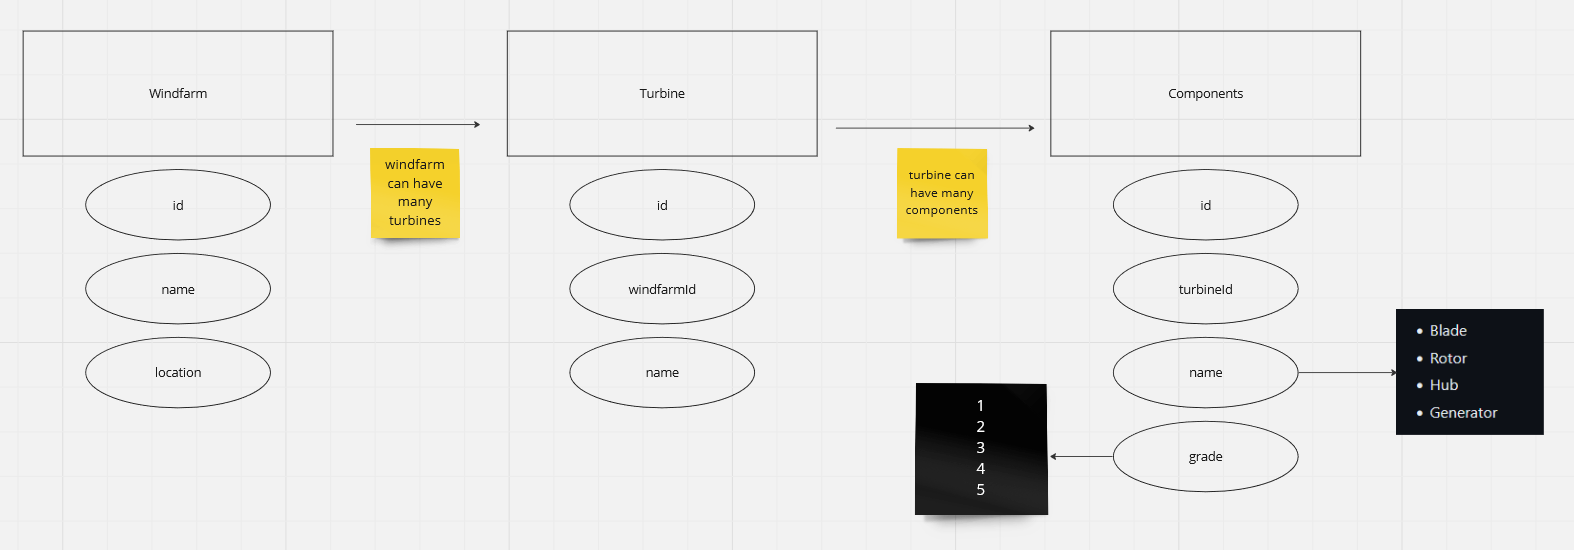 Windfarm
Turbine
Components
windfarm
can have
many
turbines
turbine can
have many
components
id
id
id
name
windfarmId
turbineId
location
name
name
grade
Blade
Rotor
Hub
Generator
1
2
3
4
5